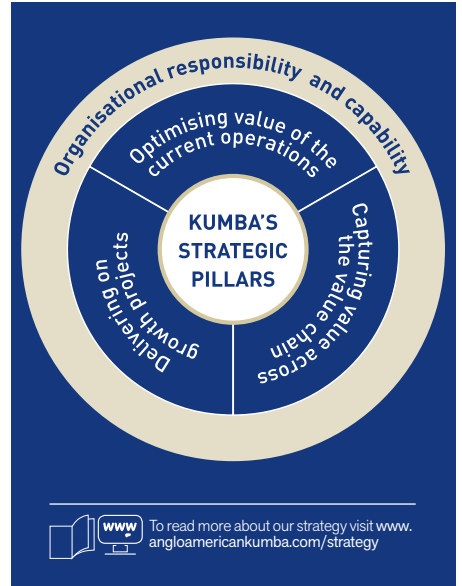 Organisational responsibility and capability
Optimising value of the
current operations
Capturing value across
the value chain
Delivering on
growth projects
KUMBA'S
STRATEGIC
PILLARS
www
To read more about our strategy visit www.
angloamericankumba.com/strategy